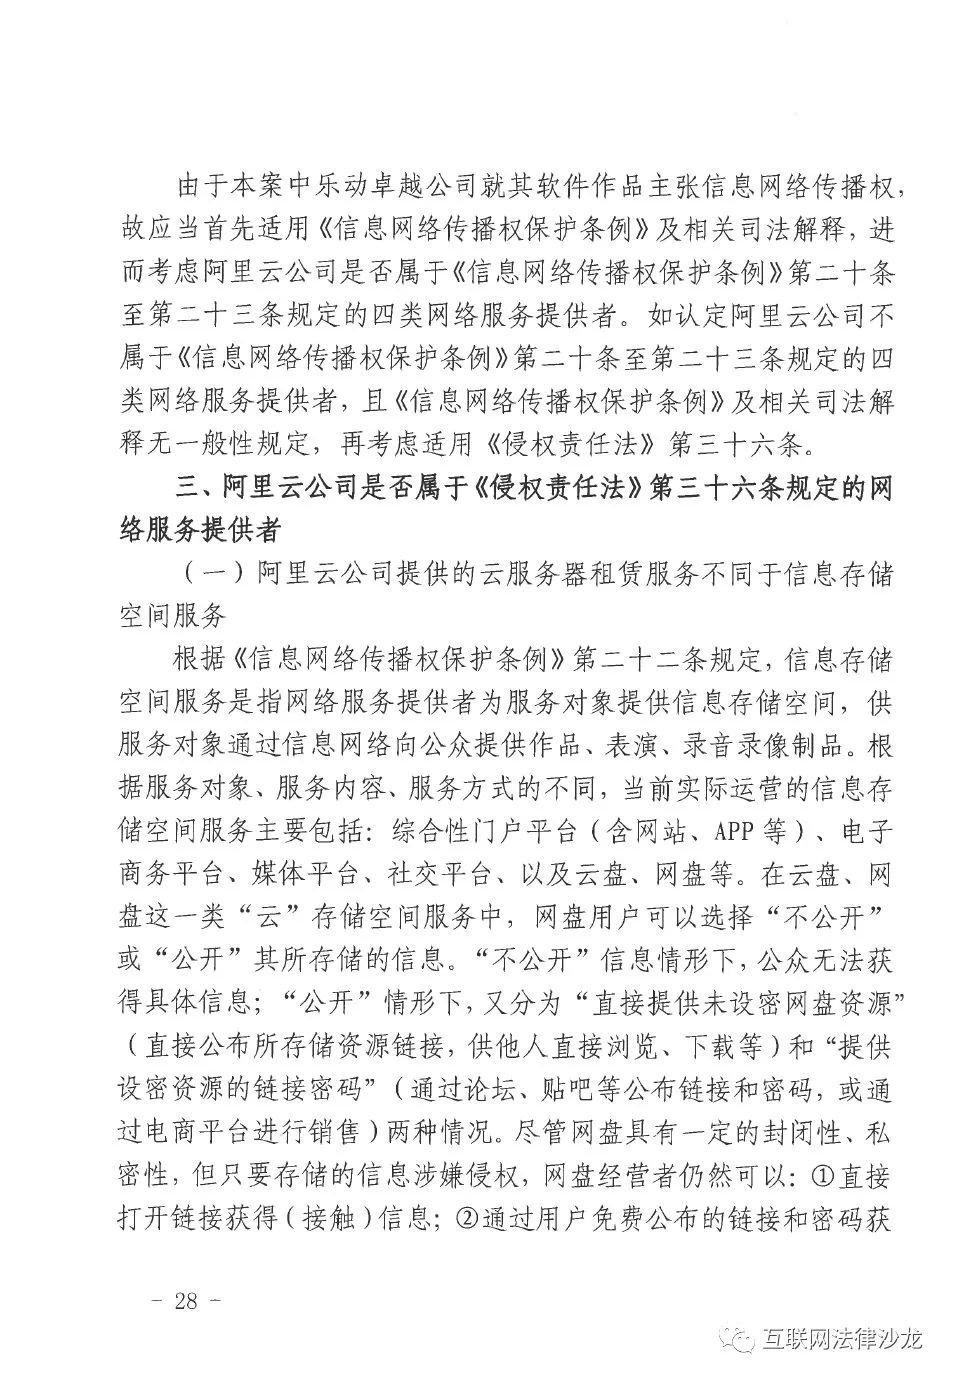 由于本案中乐动卓越公司就其软件作品主张信息网络传播权，
故应当首先适用《信息网络传播权保护条例》及相关司法解释，进
而考虑阿里云公司是否属于《信息网络传播权保护条例》第二十条
至第二十三条规定的四类网络服务提供者。如认定阿里云公司不
属于《信息网络传播权保护条例》第二十条至第二十三条规定的四
类网络服务提供者，且《信息网络传播权保护条例》及相关司法解
释无一般性规定，再考虑适用《侵权责任法》第三十六条。
三、阿里云公司是否属于《侵权责任法》第三十六条规定的网
络服务提供者
（一）阿里云公司提供的云服务器租赁服务不同于信息存储
空间服务
根据《信息网络传播权保护条例》第二十二条规定，信息存储
空间服务是指网络服务提供者为服务对象提供信息存储空间，供
服务对象通过信息网络向公众提供作品、表演、录音录像制品。根
据服务对象、服务内容、服务方式的不同，当前实际运营的信息存
储空间服务主要包括：综合性门户平台（含网站、APP 等）、电子
商务平台、媒体平台、社交平台、以及云盘、网盘等。在云盘、网
盘这一类“云”存储空间服务中，网盘用户可以选择“不公开”
或“公开”其所存储的信息。“不公开”信息情形下，公众无法获
得具体信息；“公开”情形下，又分为“直接提供未设密网盘资源”
（直接公布所存储资源链接，供他人直接浏览、下载等）和“提供
设密资源的链接密码”（通过论坛、贴吧等公布链接和密码，或通
过电商平台进行销售）两种情况。尽管网盘具有一定的封闭性、私
密性，但只要存储的信息涉嫌侵权，网盘经营者仍然可以：①直接
打开链接获得（接触）信息；②通过用户免费公布的链接和密码获
- 28 -
互联网法律沙龙